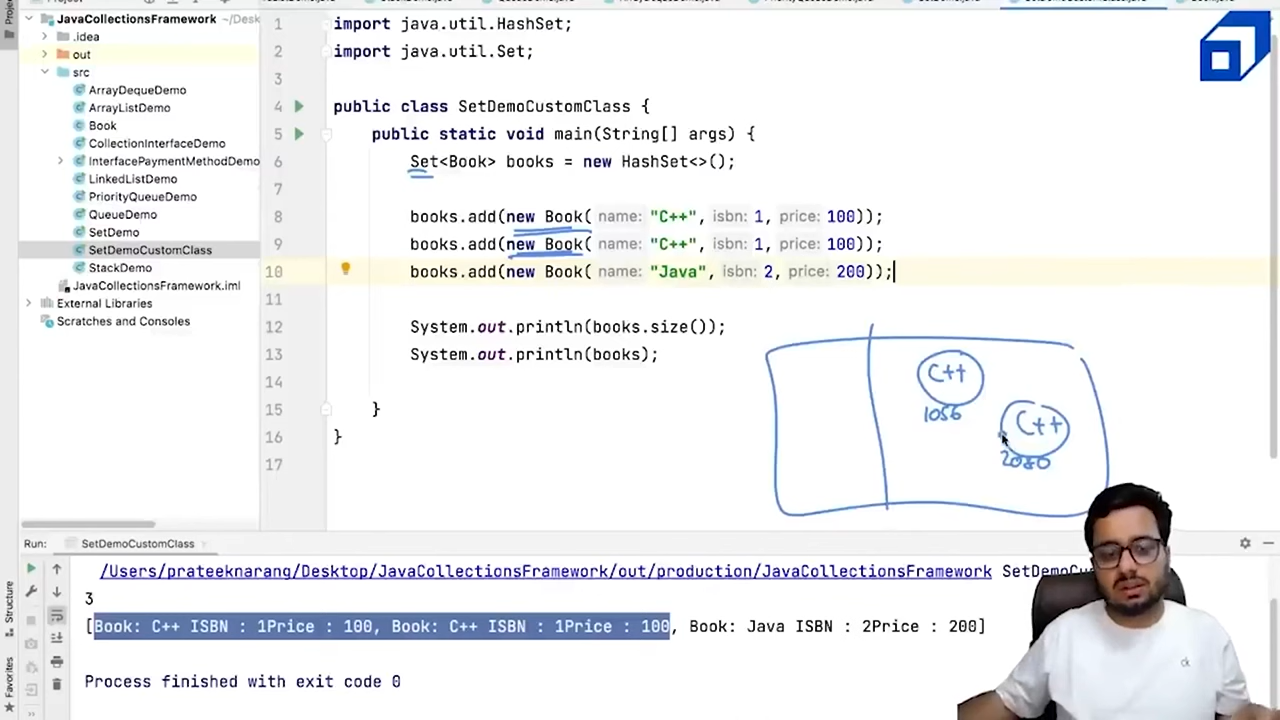 JavaCollectionsFramework ~/Desk
.idea
out
src
ArrayDequeDemo
ArrayListDemo
Book
CollectionInterfaceDemo
InterfacePaymentMethodDemo
LinkedListDemo
PriorityQueueDemo
QueueDemo
SetDemo
SetDemoCustomClass
StackDemo
JavaCollectionsFramework.iml
External Libraries
Scratches and Consoles
1 import java.util.HashSet;
2 import java.util.Set;
3
4 public class SetDemoCustomClass {
5 public static void main(String[] args) {
6 Set<Book> books = new HashSet<>();
7
8 books.add(new Book( name: "C++", isbn: 1, price: 100));
9 books.add(new Book( name: "C++", isbn: 1, price: 100));
10 books.add(new Book( name: "Java", isbn: 2, price: 200));
11
12 System.out.println(books.size());
13 System.out.println(books);
14
15 }
16 }
17
C++
1056
C++
2080
Run: SetDemoCustomClass
/Users/prateeknarang/Desktop/JavaCollectionsFramework/out/production/JavaCollectionsFramework SetDem
3
[Book: C++ ISBN : 1Price : 100, Book: C++ ISBN : 1Price : 100, Book: Java ISBN : 2Price : 200]
Process finished with exit code 0
Structure
Favorites